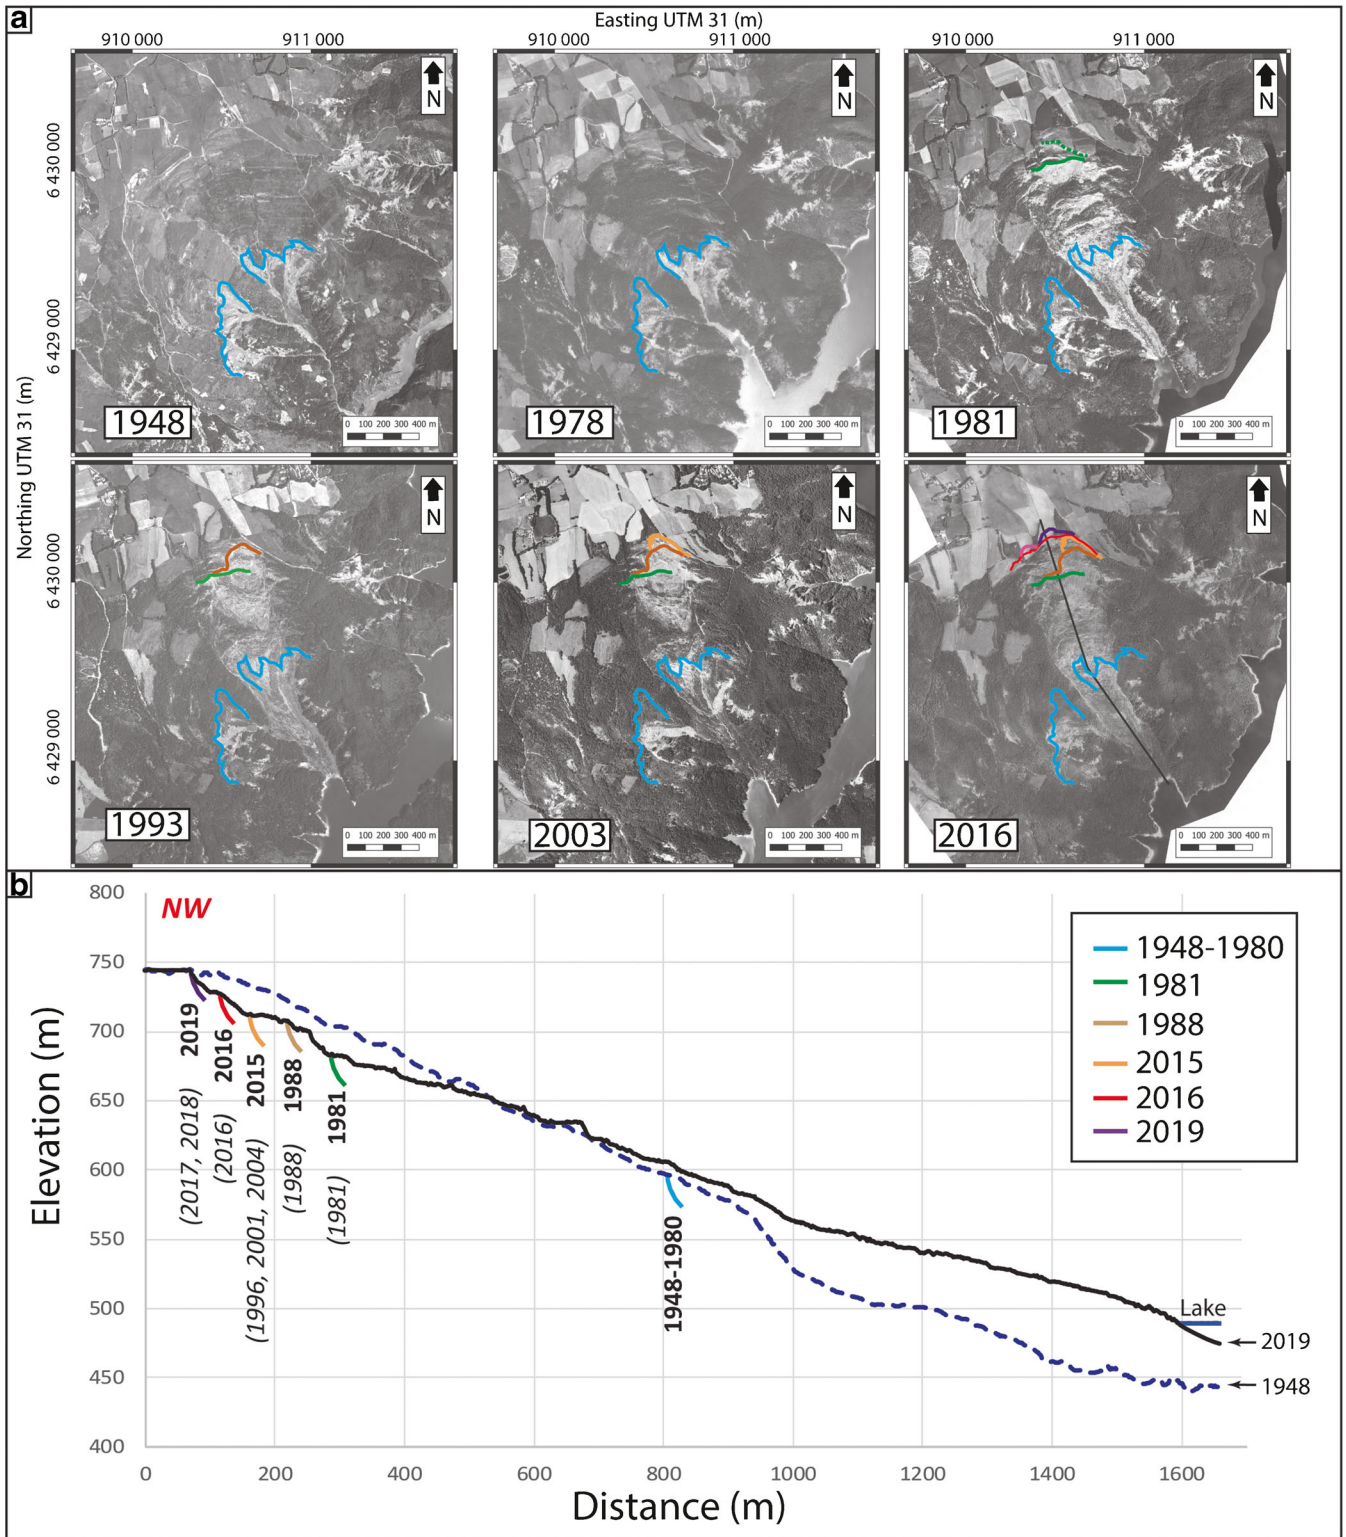 a
Easting UTM 31 (m)
910 000 911 000 910 000 911 000 910 000 911 000
Northing UTM 31 (m)
6 430 000
6 429 000
N
1948
0 100 200 300 400 m
N
1978
0 100 200 300 400 m
N
1981
0 100 200 300 400 m
6 430 000
6 429 000
N
1993
0 100 200 300 400 m
N
2003
0 100 200 300 400 m
N
2016
0 100 200 300 400 m
b
Elevation (m)
800
750
700
650
600
550
500
450
400
NW
2019
(2017, 2018)
2016
(2016)
2015
(1996, 2001, 2004)
1988
(1988)
1981
(1981)
1948-1980
1948-1980
1981
1988
2015
2016
2019
Lake
2019
1948
0 200 400 600 800 1000 1200 1400 1600
Distance (m)